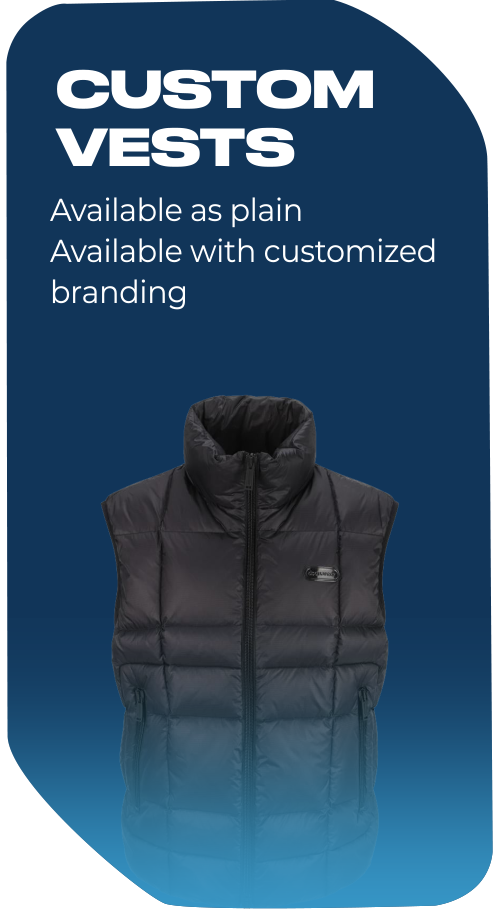 CUSTOM
VESTS
Available as plain
Available with customized
branding